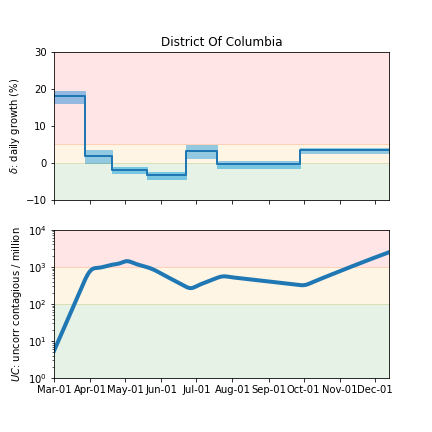 District Of Columbia
30
20
10
0
−10
δ: daily growth (%)
10⁴
10³
10²
10¹
10⁰
UC: uncorr contagious / million
Mar-01 Apr-01 May-01 Jun-01 Jul-01 Aug-01 Sep-01 Oct-01 Nov-01 Dec-01